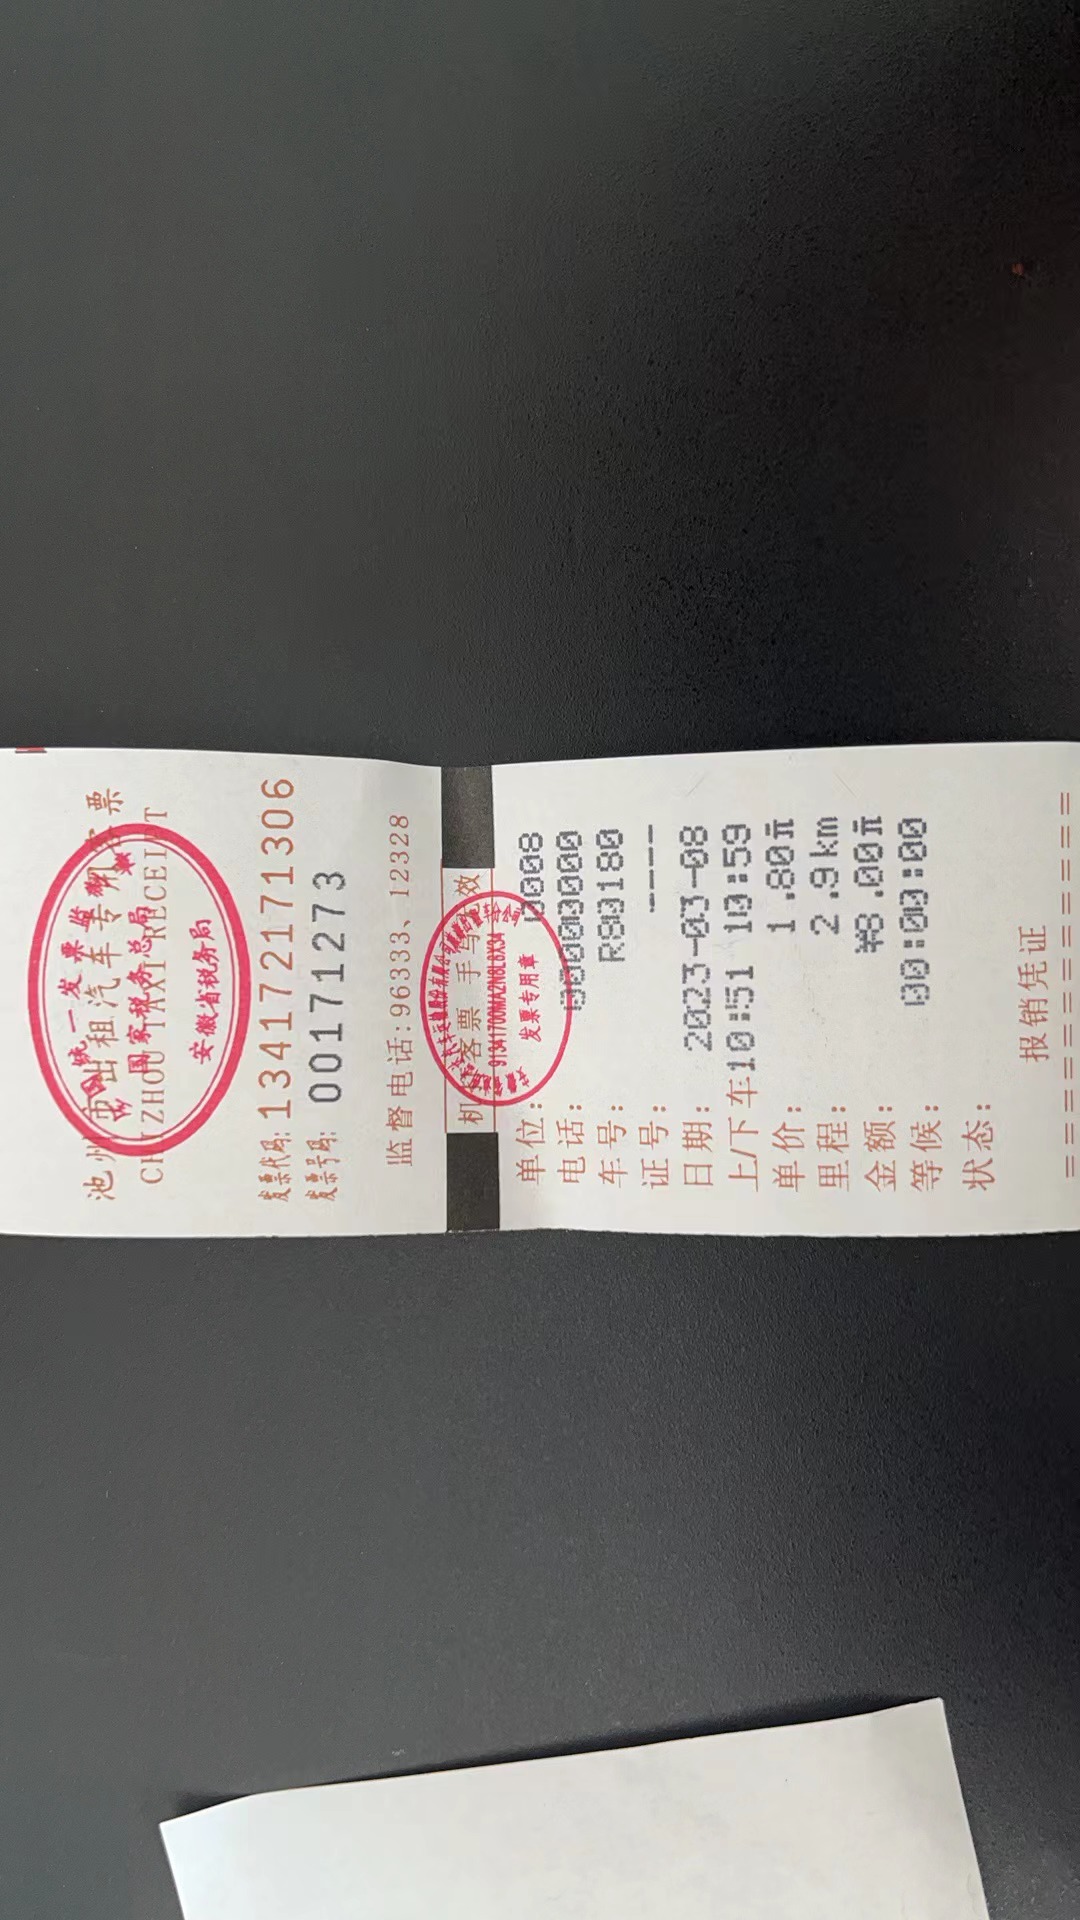 池州市出租汽车专用客票
CHIZHOU TAXI RECEIPT
全国统一发票监制章
国家税务总局
安徽省税务局
发票代码:134172171306
发票号码:00171273
监督电话:96333、12328
机打客票 手写无效
91341700MA2N8L8X34
发票专用章
单位: 0008
电话: 00000000
车号: R80180
证号: ----
日期: 2023-03-08
上/下车10:51 10:59
单价: 1.80元
里程: 2.9km
金额: ¥8.00元
等候: 00:00:00
状态:
报销凭证